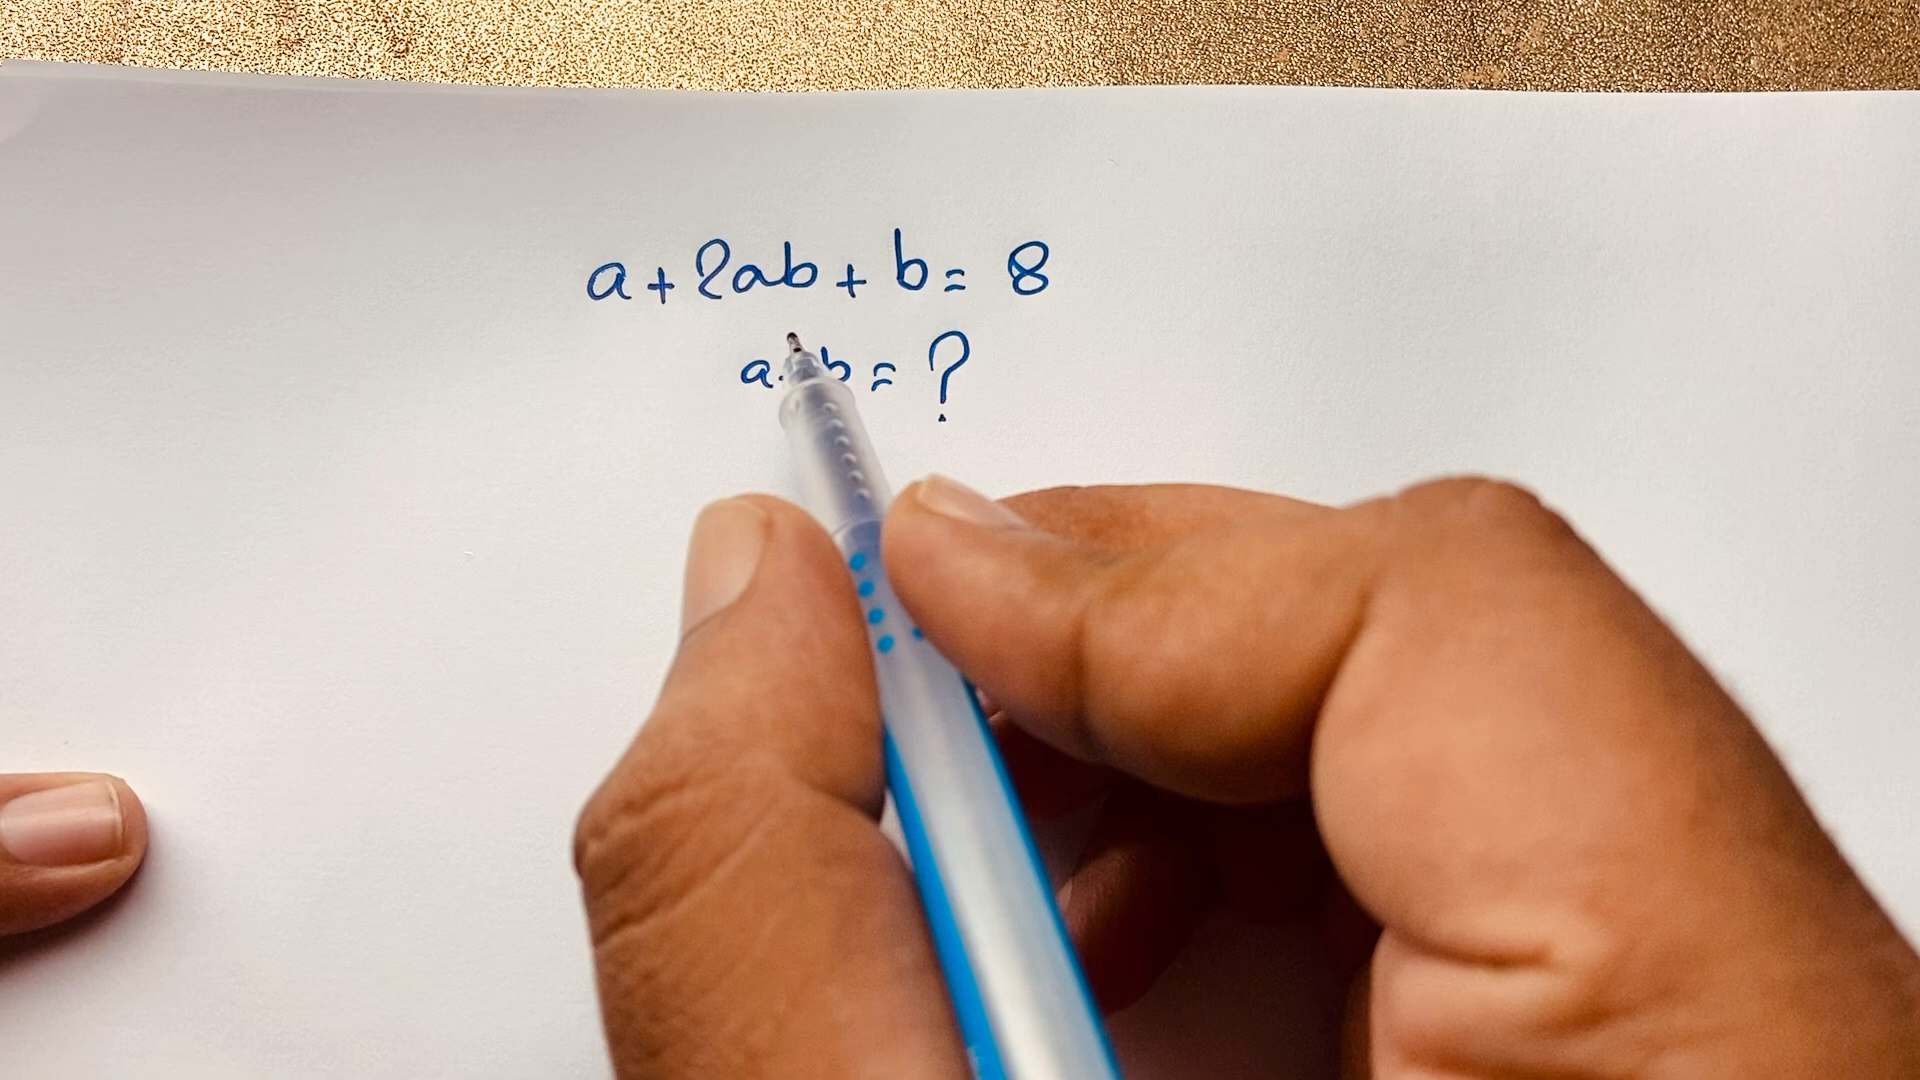 a + 2ab + b = 8
a b = ?